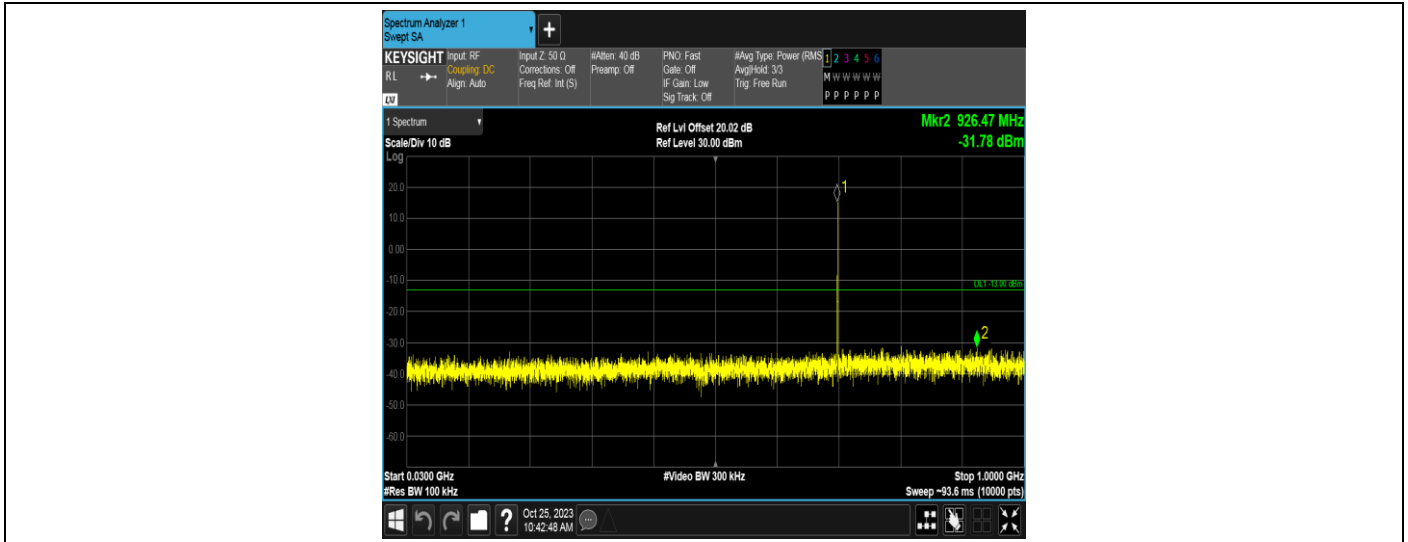 Spectrum Analyzer 1
Swept SA
+
KEYSIGHT
RL
LXI
Input: RF
Coupling: DC
Align: Auto
Input Z: 50 Ω
Corrections: Off
Freq Ref: Int (S)
#Atten: 40 dB
Preamp: Off
PNO: Fast
Gate: Off
IF Gain: Low
Sig Track: Off
#Avg Type: Power (RMS
Avg|Hold: 3/3
Trig: Free Run
1 2 3 4 5 6
M W W W W W
P P P P P P
1 Spectrum
Scale/Div 10 dB
Log
Ref Lvl Offset 20.02 dB
Ref Level 30.00 dBm
Mkr2 926.47 MHz
-31.78 dBm
20.0
10.0
0.00
-10.0
-20.0
-30.0
-40.0
-50.0
-60.0
1
DL1 -13.00 dBm
2
Start 0.0300 GHz
#Res BW 100 kHz
#Video BW 300 kHz
Stop 1.0000 GHz
Sweep ~93.6 ms (10000 pts)
?
Oct 25, 2023
10:42:48 AM